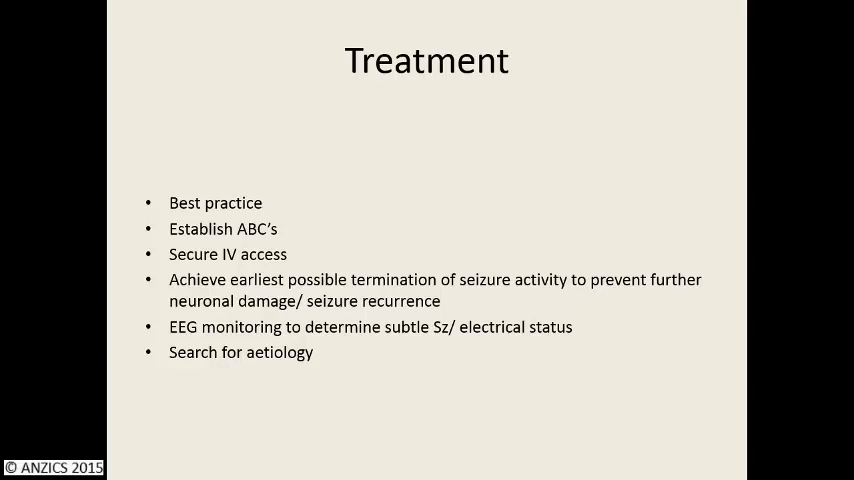 Treatment
• Best practice
• Establish ABC's
• Secure IV access
• Achieve earliest possible termination of seizure activity to prevent further
neuronal damage/ seizure recurrence
• EEG monitoring to determine subtle Sz/ electrical status
• Search for aetiology
© ANZICS 2015